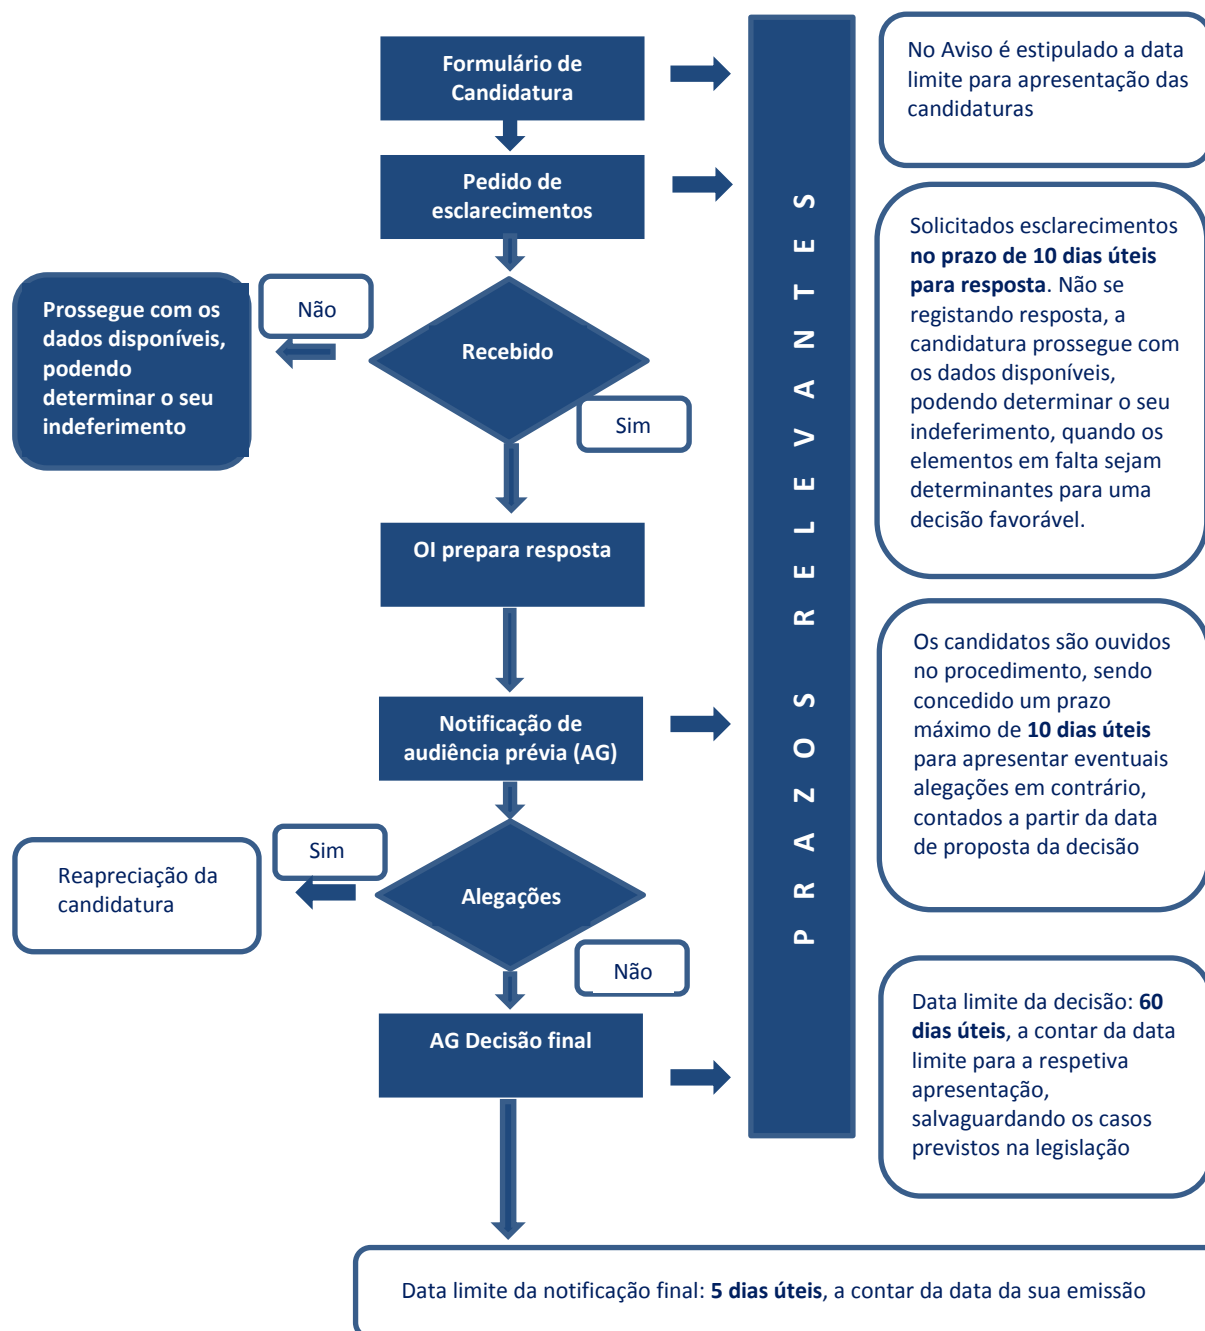 Formulário de
Candidatura
No Aviso é estipulado a data
limite para apresentação das
candidaturas
Pedido de
esclarecimentos
Solicitados esclarecimentos
no prazo de 10 dias úteis
para resposta. Não se
registando resposta, a
candidatura prossegue com
os dados disponíveis,
podendo determinar o seu
indeferimento, quando os
elementos em falta sejam
determinantes para uma
decisão favorável.
Prossegue com os
dados disponíveis,
podendo
determinar o seu
indeferimento
Não
Recebido
Sim
PRAZOS RELEVANTES
OI prepara resposta
Notificação de
audiência prévia (AG)
Os candidatos são ouvidos
no procedimento, sendo
concedido um prazo
máximo de 10 dias úteis
para apresentar eventuais
alegações em contrário,
contados a partir da data
de proposta da decisão
Sim
Reapreciação da
candidatura
Alegações
Não
AG Decisão final
Data limite da decisão: 60
dias úteis, a contar da data
limite para a respetiva
apresentação,
salvaguardando os casos
previstos na legislação
Data limite da notificação final: 5 dias úteis, a contar da data da sua emissão